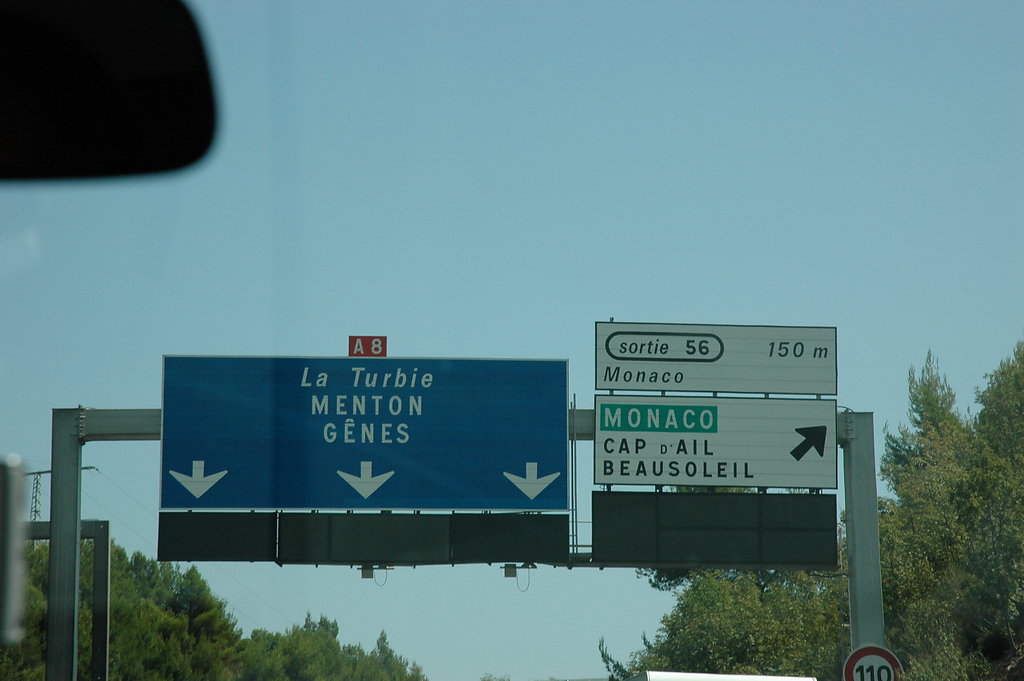 A8
La Turbie
MENTON
GÊNES
sortie 56 150 m
Monaco
MONACO
CAP D'AIL
BEAUSOLEIL
110